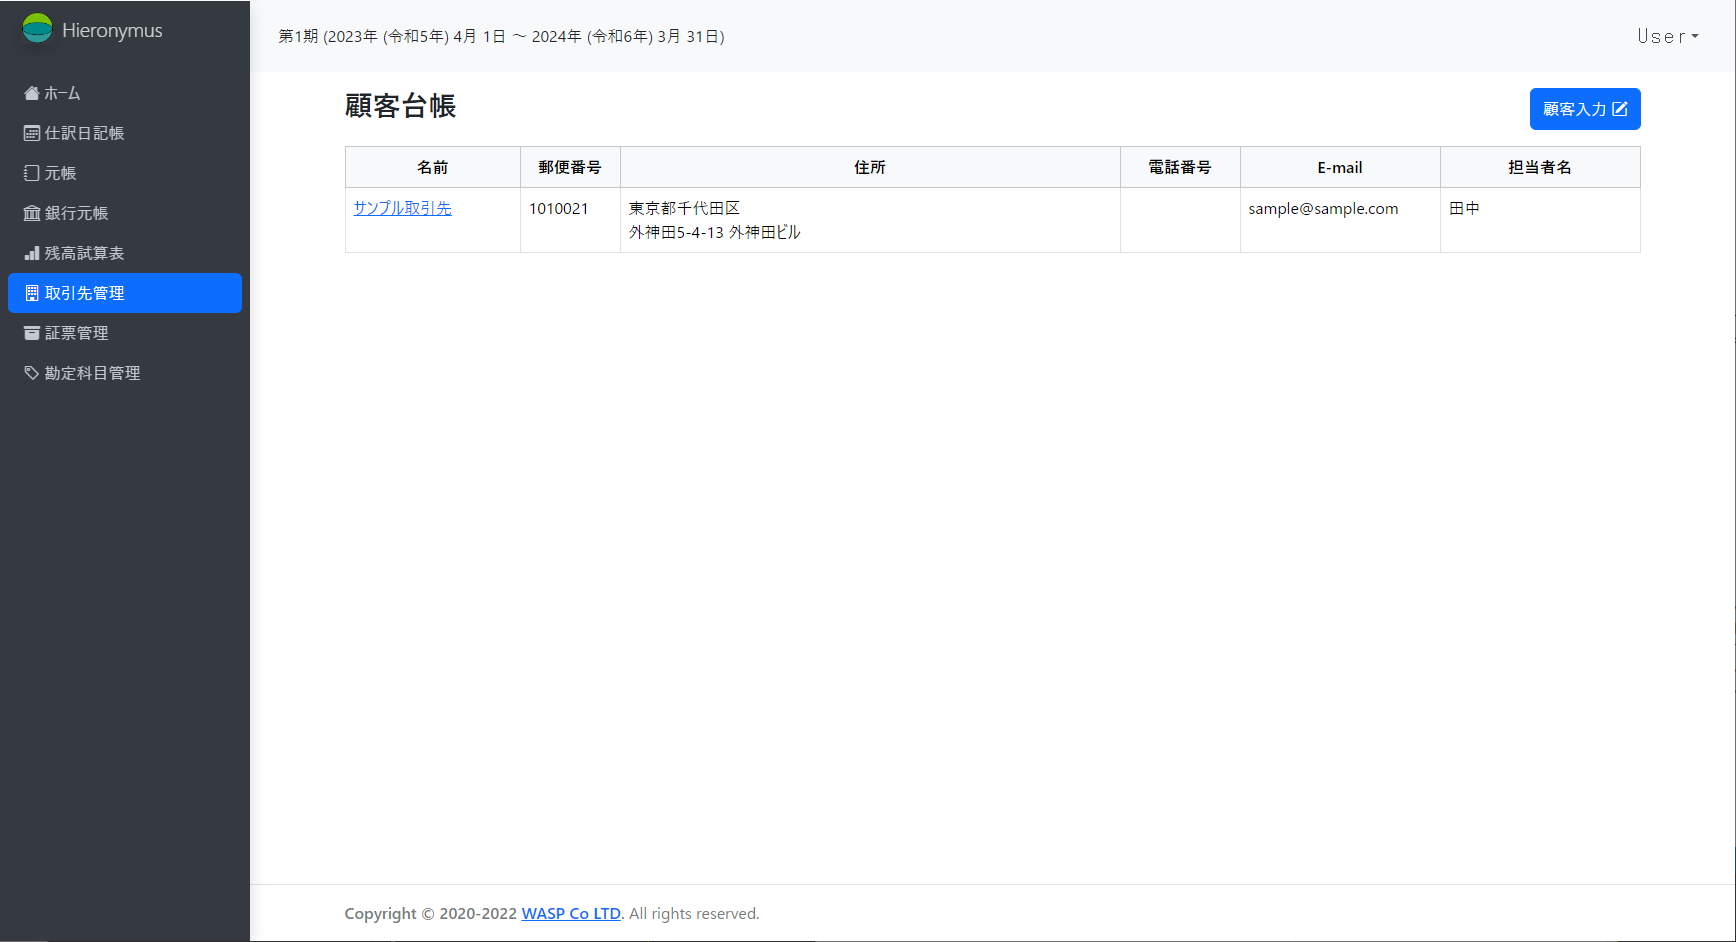 Hieronymus
ホーム
仕訳日記帳
元帳
銀行元帳
残高試算表
取引先管理
証票管理
勘定科目管理
第1期 (2023年 (令和5年) 4月 1日 ～ 2024年 (令和6年) 3月 31日)
User
顧客台帳
顧客入力
名前 郵便番号 住所 電話番号 E-mail 担当者名
サンプル取引先 1010021 東京都千代田区 sample@sample.com 田中
外神田5-4-13 外神田ビル
Copyright © 2020-2022 WASP Co LTD. All rights reserved.